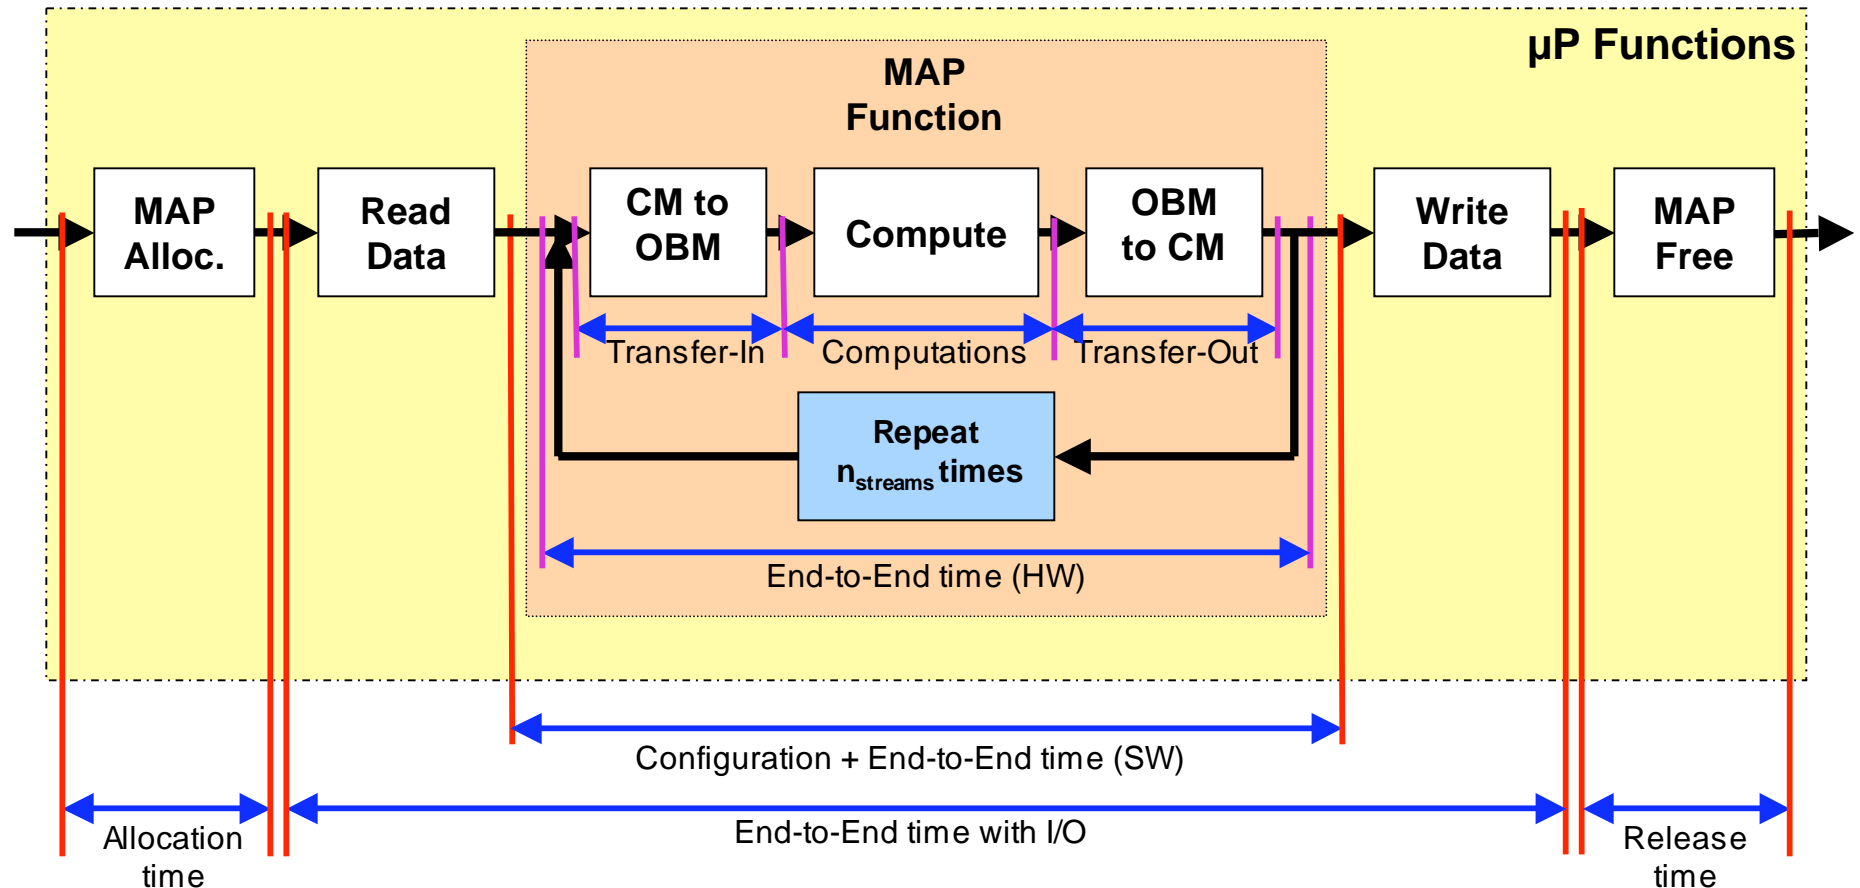 µP Functions
MAP
Function
MAP
Alloc.
Read
Data
CM to
OBM
Compute
OBM
to CM
Write
Data
MAP
Free
Transfer-In
Computations
Transfer-Out
Repeat
nstreams times
End-to-End time (HW)
Configuration + End-to-End time (SW)
Allocation
time
End-to-End time with I/O
Release
time